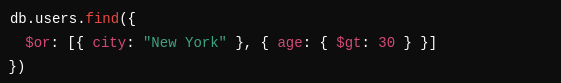 db.users.find({
  $or: [{ city: "New York" }, { age: { $gt: 30 } }]
})